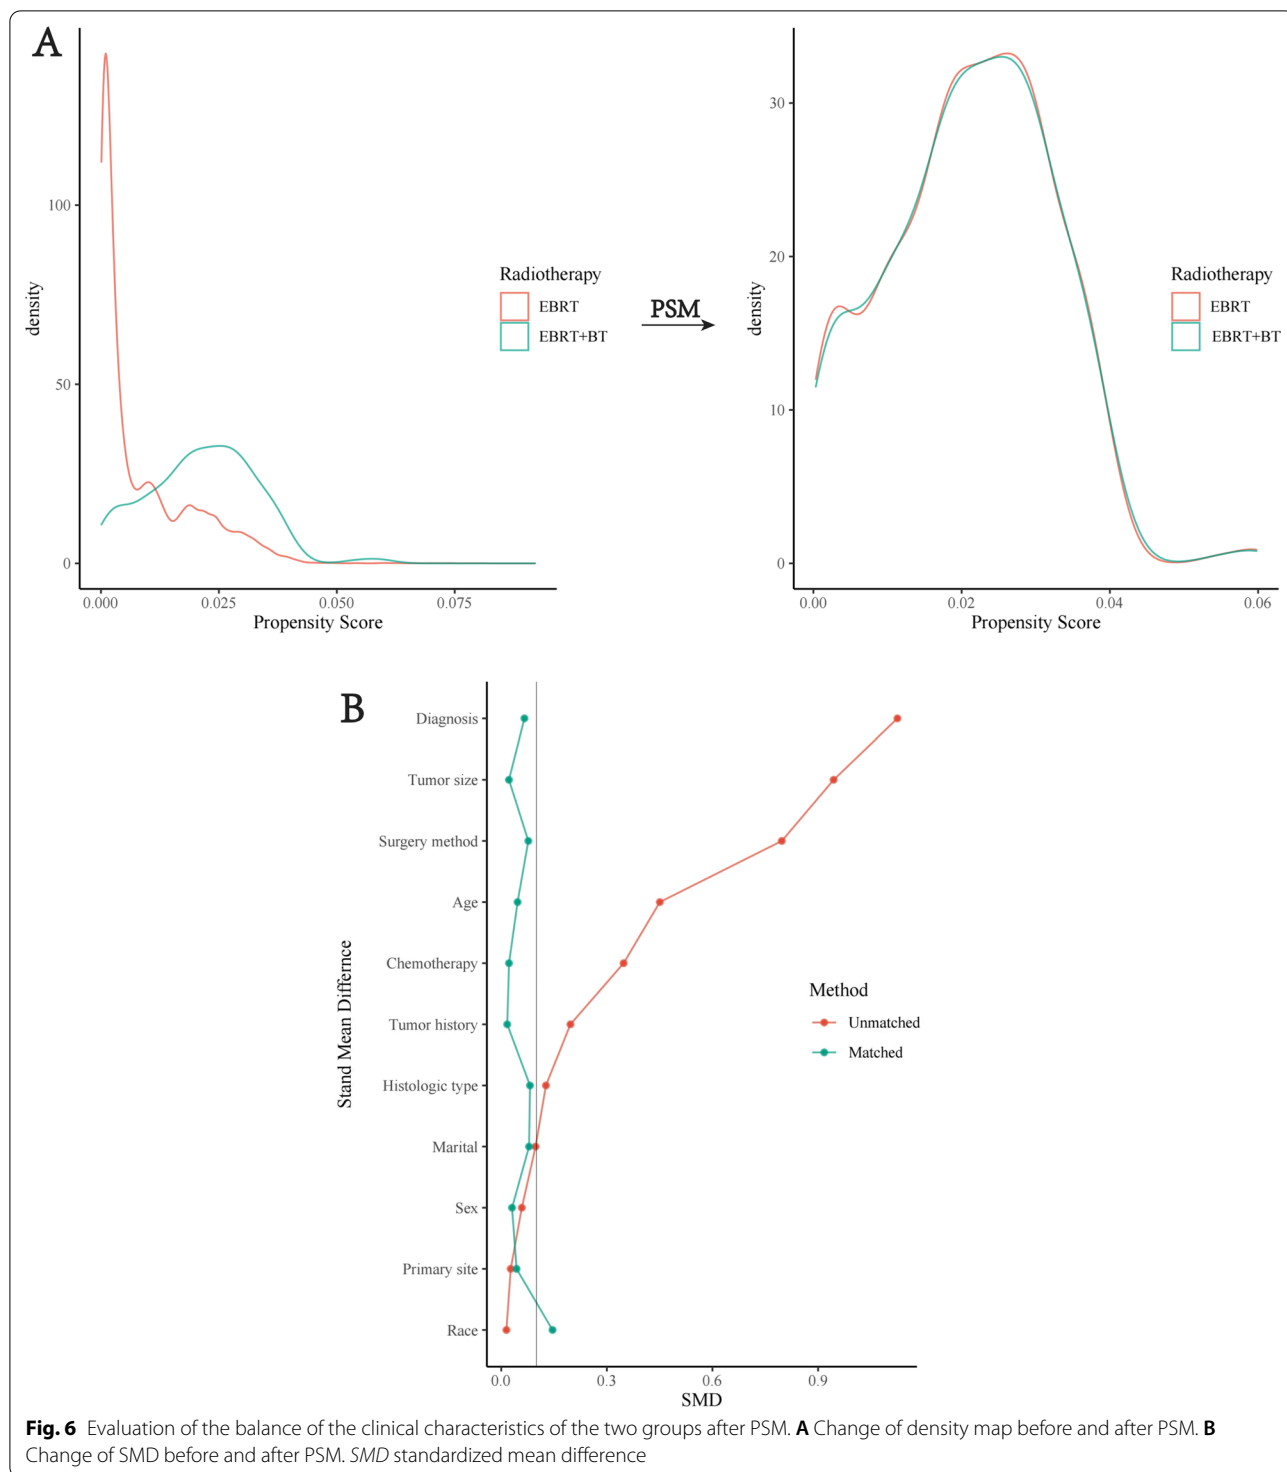 A
100
50
0
density
0.000 0.025 0.050 0.075
Propensity Score
Radiotherapy
EBRT
EBRT+BT
PSM
30
20
10
0
density
0.00 0.02 0.04 0.06
Propensity Score
Radiotherapy
EBRT
EBRT+BT
B
Stand Mean Differnce
Diagnosis
Tumor size
Surgery method
Age
Chemotherapy
Tumor history
Histologic type
Marital
Sex
Primary site
Race
0.0 0.3 0.6 0.9
SMD
Method
Unmatched
Matched
Fig. 6 Evaluation of the balance of the clinical characteristics of the two groups after PSM. A Change of density map before and after PSM. B
Change of SMD before and after PSM. SMD standardized mean difference